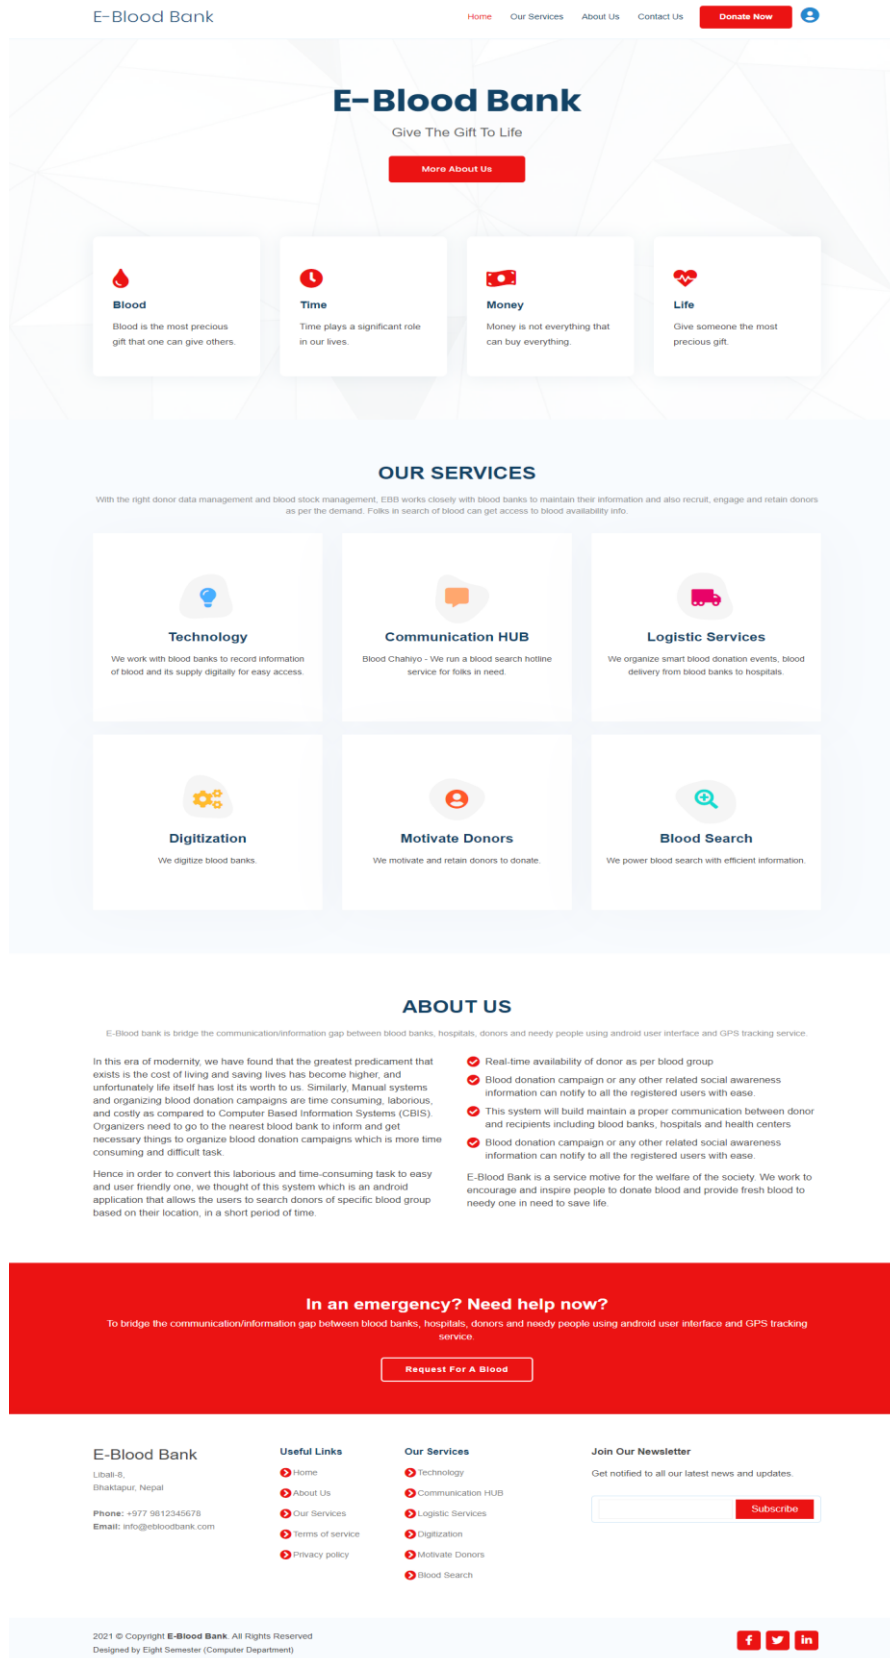 E-Blood Bank
Home Our Services About Us Contact Us Donate Now
E-Blood Bank
Give The Gift To Life
More About Us
Blood
Blood is the most precious
gift that one can give others.
Time
Time plays a significant role
in our lives.
Money
Money is not everything that
can buy everything.
Life
Give someone the most
precious gift.
OUR SERVICES
With the right donor data management and blood stock management, EBB works closely with blood banks to maintain their information and also recruit, engage and retain donors
as per the demand. Folks in search of blood can get access to blood availability info.
Technology
We work with blood banks to record information
of blood and its supply digitally for easy access.
Communication HUB
Blood Chahiyo - We run a blood search hotline
service for folks in need.
Logistic Services
We organize smart blood donation events, blood
delivery from blood banks to hospitals.
Digitization
We digitize blood banks.
Motivate Donors
We motivate and retain donors to donate.
Blood Search
We power blood search with efficient information.
ABOUT US
E-Blood bank is bridge the communication/information gap between blood banks, hospitals, donors and needy people using android user interface and GPS tracking service.
In this era of modernity, we have found that the greatest predicament that
exists is the cost of living and saving lives has become higher, and
unfortunately life itself has lost its worth to us. Similarly, Manual systems
and organizing blood donation campaigns are time consuming, laborious,
and costly as compared to Computer Based Information Systems (CBIS).
Organizers need to go to the nearest blood bank to inform and get
necessary things to organize blood donation campaigns which is more time
consuming and difficult task.
Hence in order to convert this laborious and time-consuming task to easy
and user friendly one, we thought of this system which is an android
application that allows the users to search donors of specific blood group
based on their location, in a short period of time.
Real-time availability of donor as per blood group
Blood donation campaign or any other related social awareness
information can notify to all the registered users with ease.
This system will build maintain a proper communication between donor
and recipients including blood banks, hospitals and health centers
Blood donation campaign or any other related social awareness
information can notify to all the registered users with ease.
E-Blood Bank is a service motive for the welfare of the society. We work to
encourage and inspire people to donate blood and provide fresh blood to
needy one in need to save life.
In an emergency? Need help now?
To bridge the communication/information gap between blood banks, hospitals, donors and needy people using android user interface and GPS tracking
service.
Request For A Blood
E-Blood Bank
Libali-8,
Bhaktapur, Nepal
Phone: +977 9812345678
Email: info@ebloodbank.com
Useful Links
Home
About Us
Our Services
Terms of service
Privacy policy
Our Services
Technology
Communication HUB
Logistic Services
Digitization
Motivate Donors
Blood Search
Join Our Newsletter
Get notified to all our latest news and updates.
Subscribe
2021 © Copyright E-Blood Bank. All Rights Reserved
Designed by Eight Semester (Computer Department)